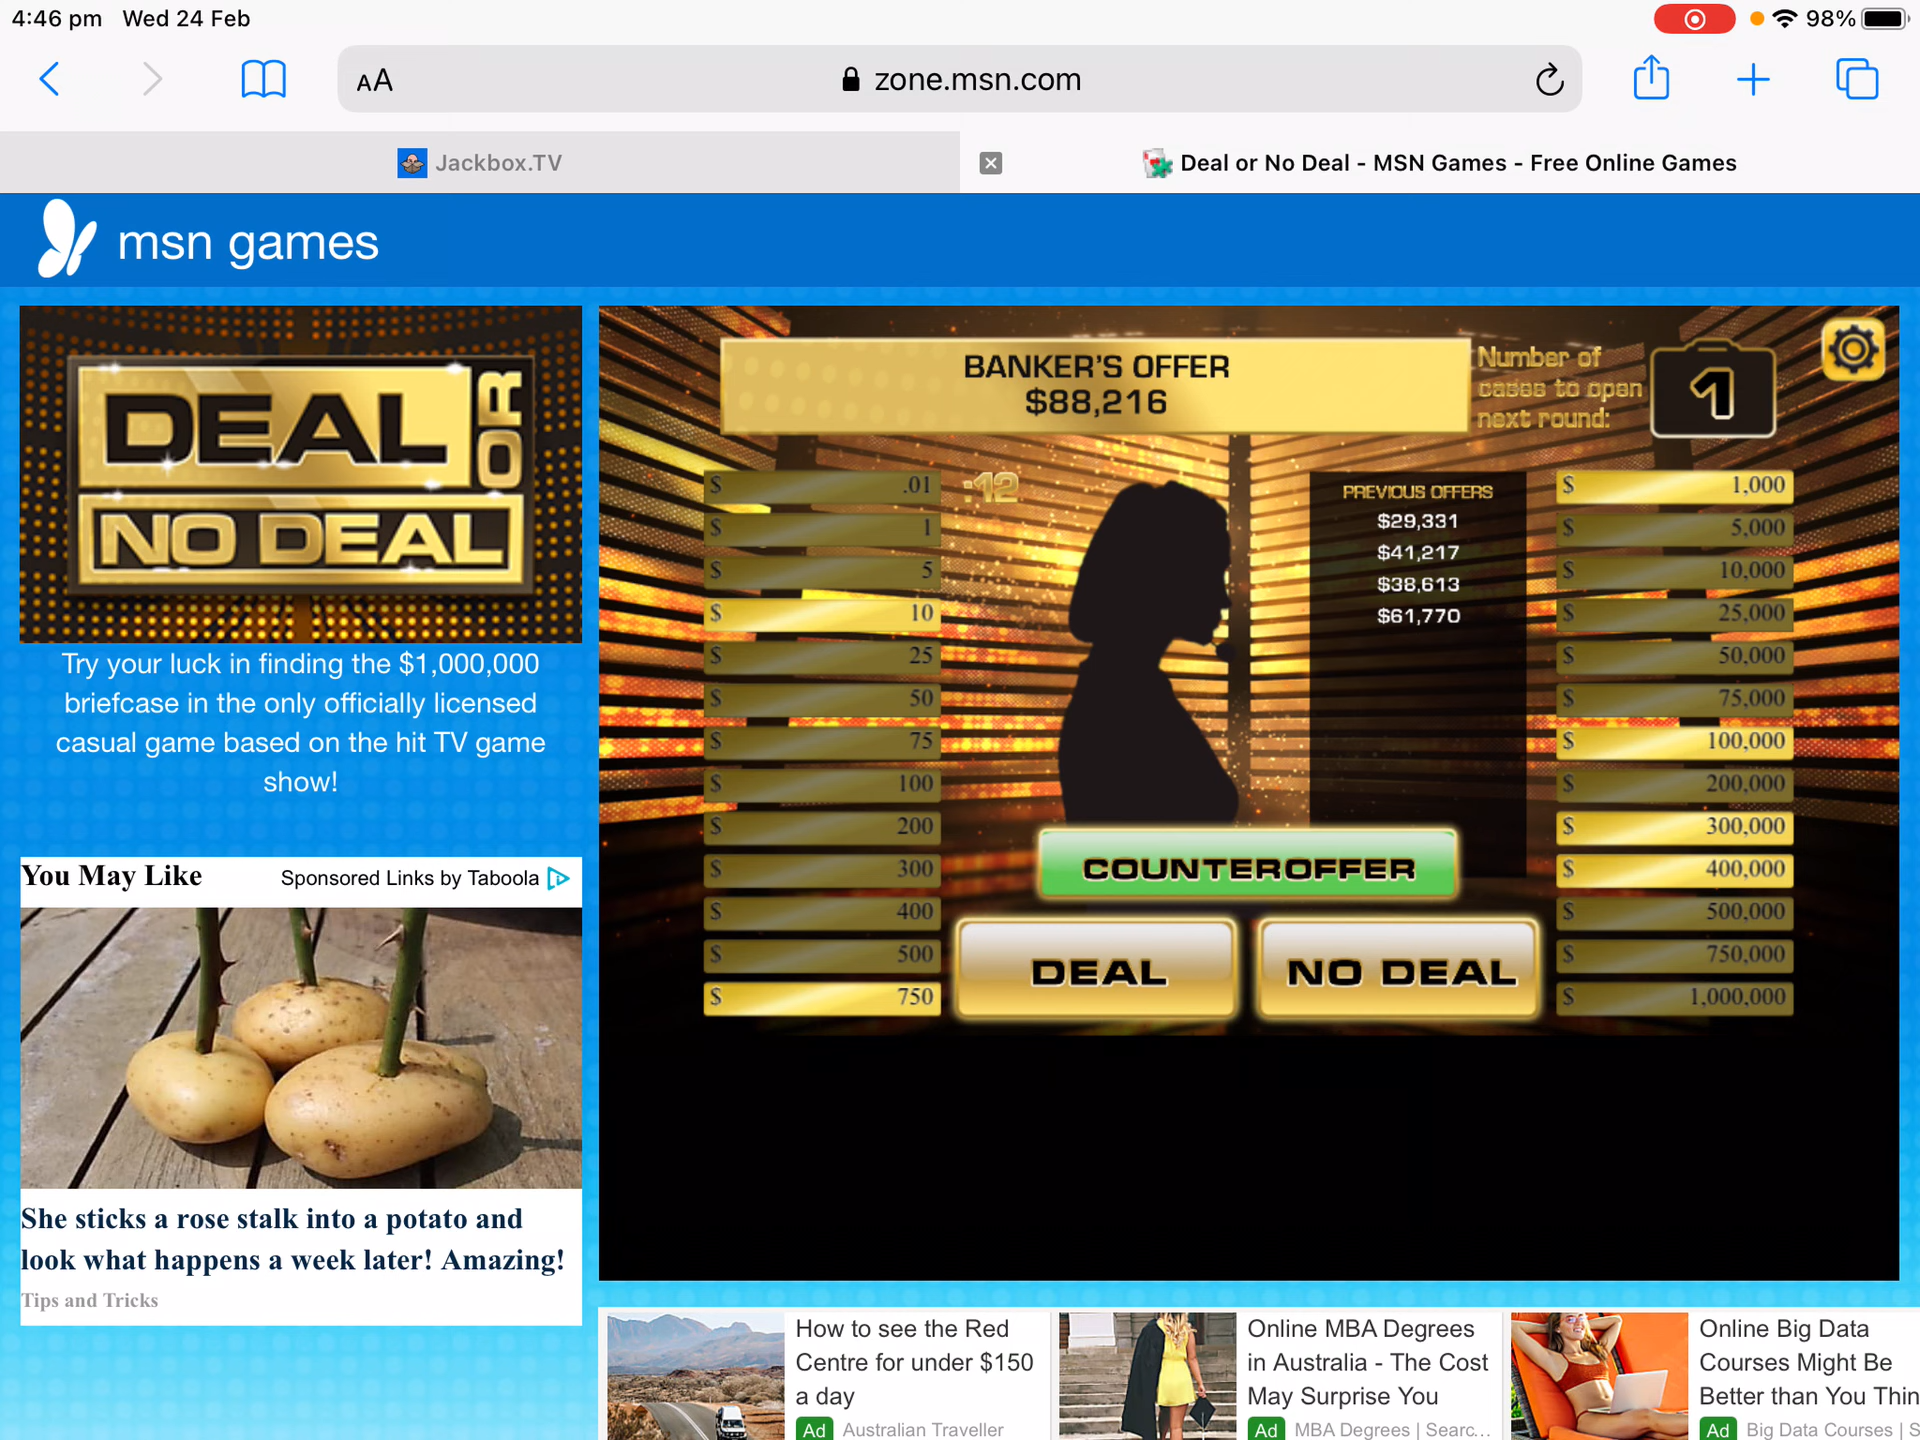 4:46 pm Wed 24 Feb
98%
AA
zone.msn.com
Jackbox.TV
Deal or No Deal - MSN Games - Free Online Games
msn games
DEAL OR
NO DEAL
Try your luck in finding the $1,000,000
briefcase in the only officially licensed
casual game based on the hit TV game
show!
You May Like
Sponsored Links by Taboola
She sticks a rose stalk into a potato and
look what happens a week later! Amazing!
Tips and Tricks
BANKER'S OFFER
$88,216
Number of
cases to open
next round:
1
:12
$ .01
$ 1
$ 5
$ 10
$ 25
$ 50
$ 75
$ 100
$ 200
$ 300
$ 400
$ 500
$ 750
PREVIOUS OFFERS
$29,331
$41,217
$38,613
$61,770
$ 1,000
$ 5,000
$ 10,000
$ 25,000
$ 50,000
$ 75,000
$ 100,000
$ 200,000
$ 300,000
$ 400,000
$ 500,000
$ 750,000
$ 1,000,000
COUNTEROFFER
DEAL
NO DEAL
How to see the Red
Centre for under $150
a day
Ad Australian Traveller
Online MBA Degrees
in Australia - The Cost
May Surprise You
Ad MBA Degrees | Searc...
Online Big Data
Courses Might Be
Better than You Thin
Ad Big Data Courses | S